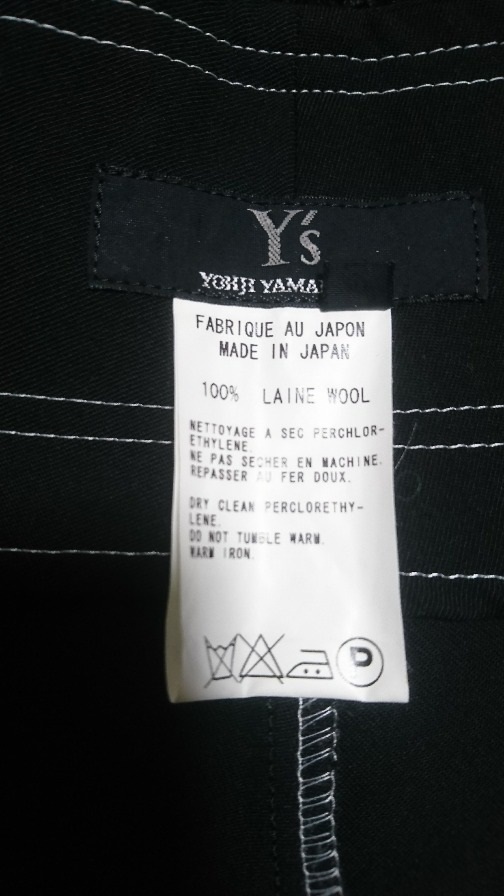 Y's
YOHJI YAMA
FABRIQUE AU JAPON
MADE IN JAPAN
100% LAINE WOOL
NETTOYAGE A SEC PERCHLOR-
ETHYLENE.
NE PAS SECHER EN MACHINE.
REPASSER AU FER DOUX.
DRY CLEAN PERCLORETHY-
LENE.
DO NOT TUMBLE WARM.
WARM IRON.
P